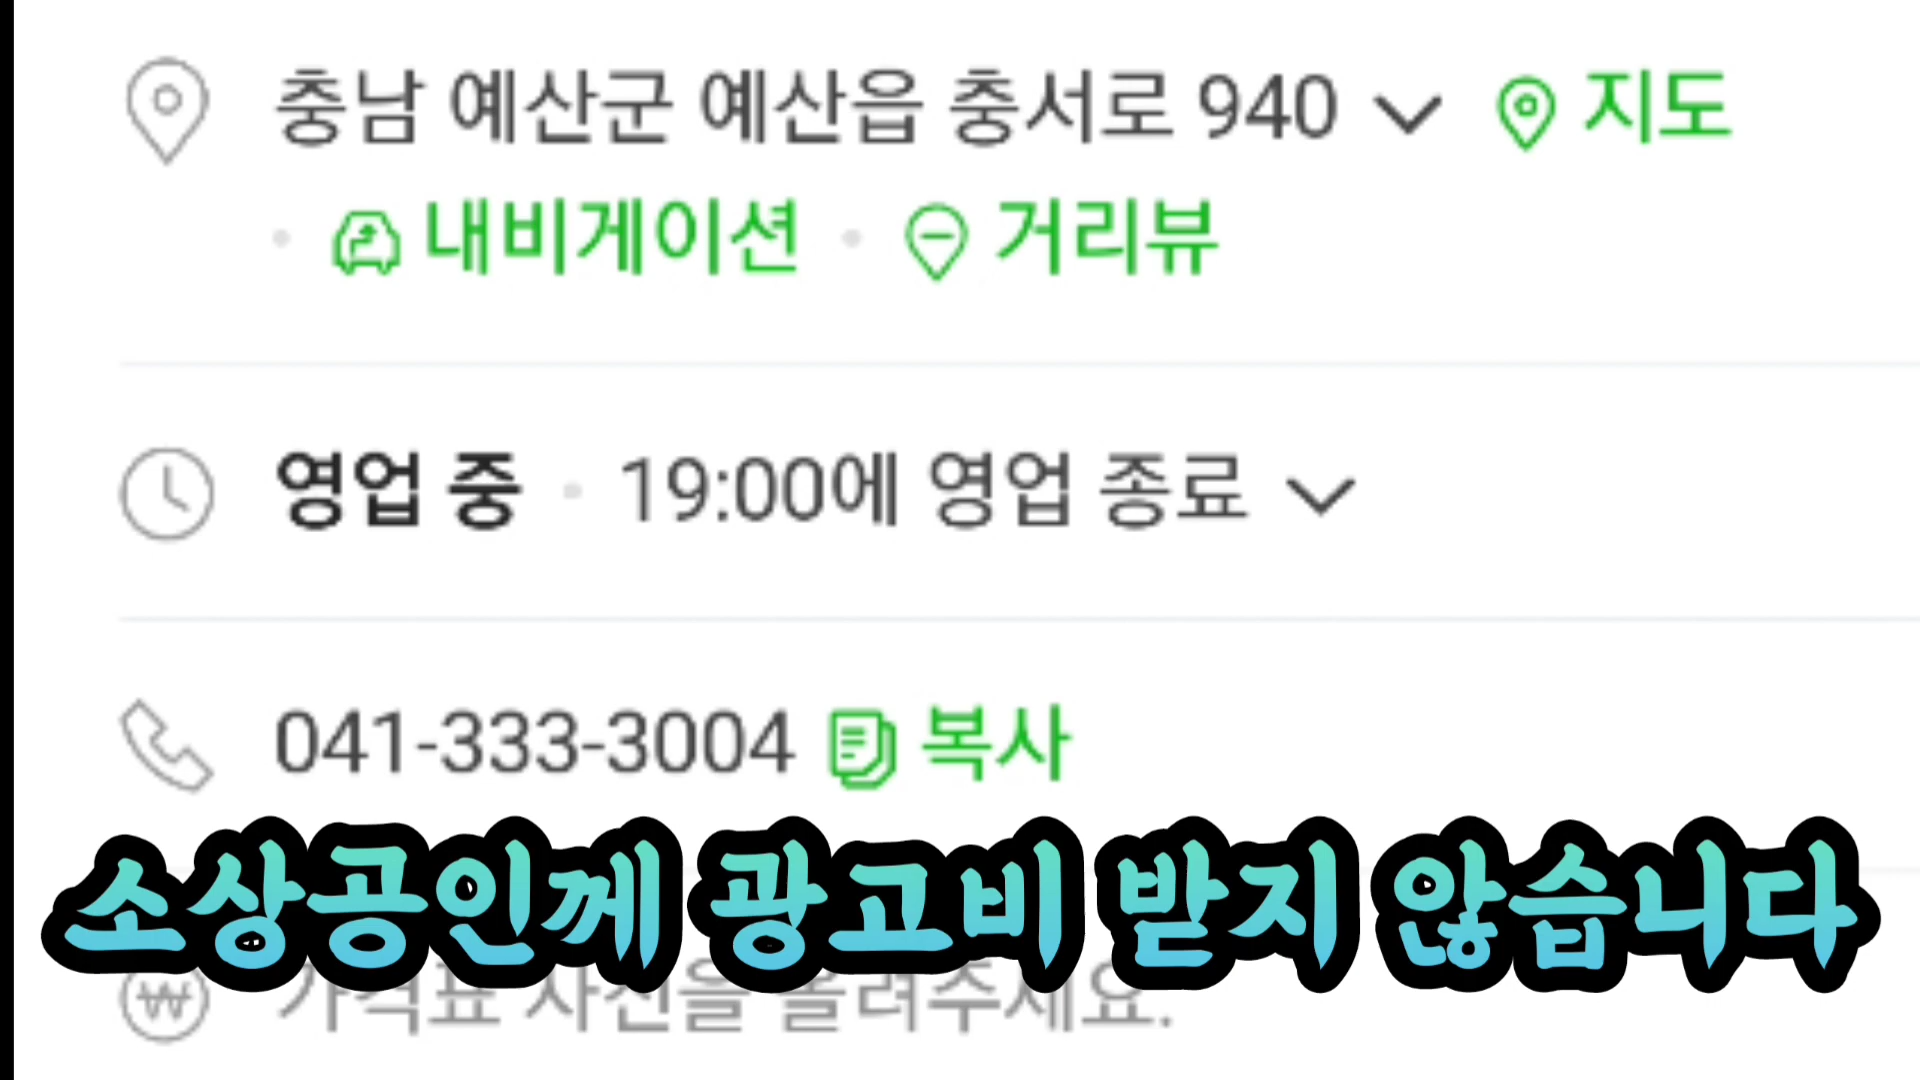 충남 예산군 예산읍 충서로 940 지도
· 내비게이션 · 거리뷰
영업 중 · 19:00에 영업 종료
041-333-3004 복사
소상공인께 광고비 받지 않습니다
가격표 사진을 올려주세요.